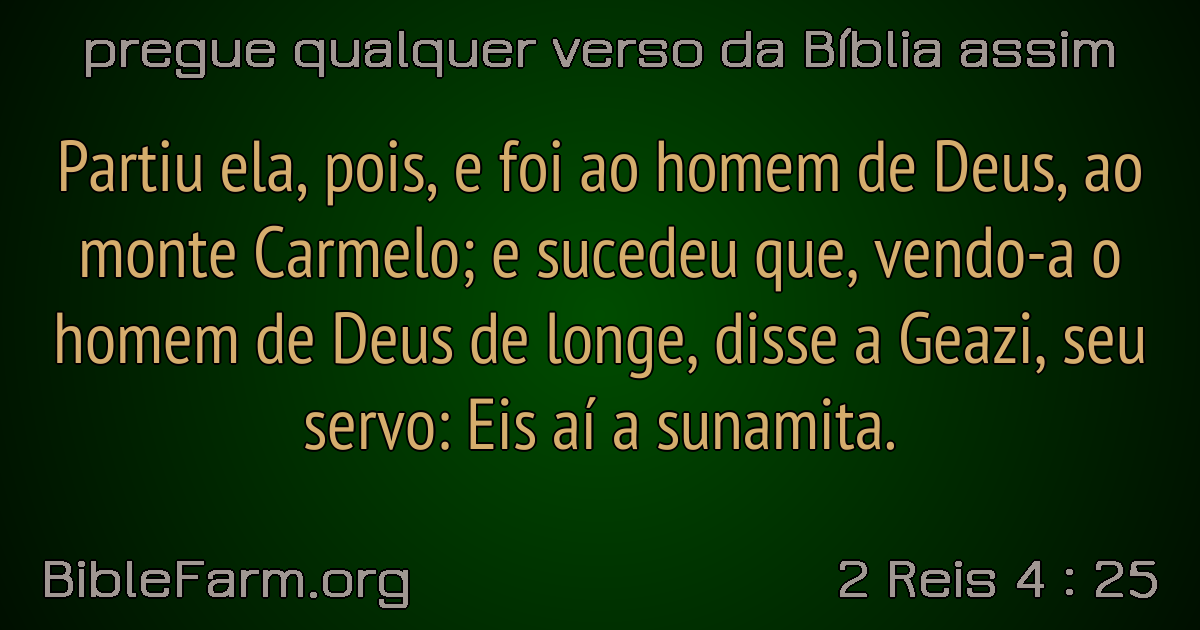 pregue qualquer verso da Bíblia assim
Partiu ela, pois, e foi ao homem de Deus, ao
monte Carmelo; e sucedeu que, vendo-a o
homem de Deus de longe, disse a Geazi, seu
servo: Eis aí a sunamita.
BibleFarm.org
2 Reis 4 : 25